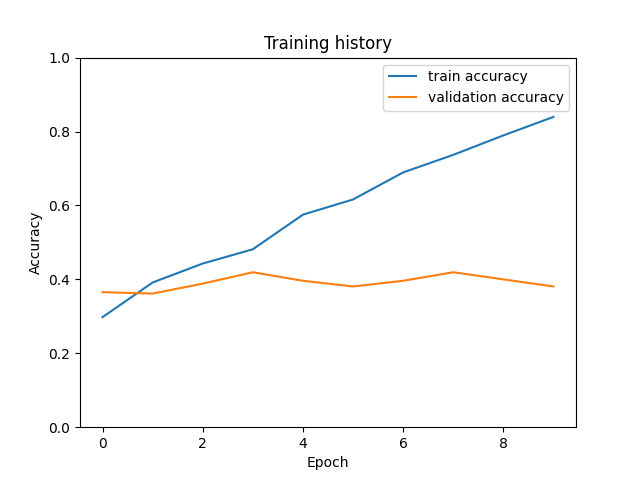 Training history
1.0
train accuracy
validation accuracy
0.8
0.6
Accuracy
0.4
0.2
0.0
0 2 4 6 8
Epoch